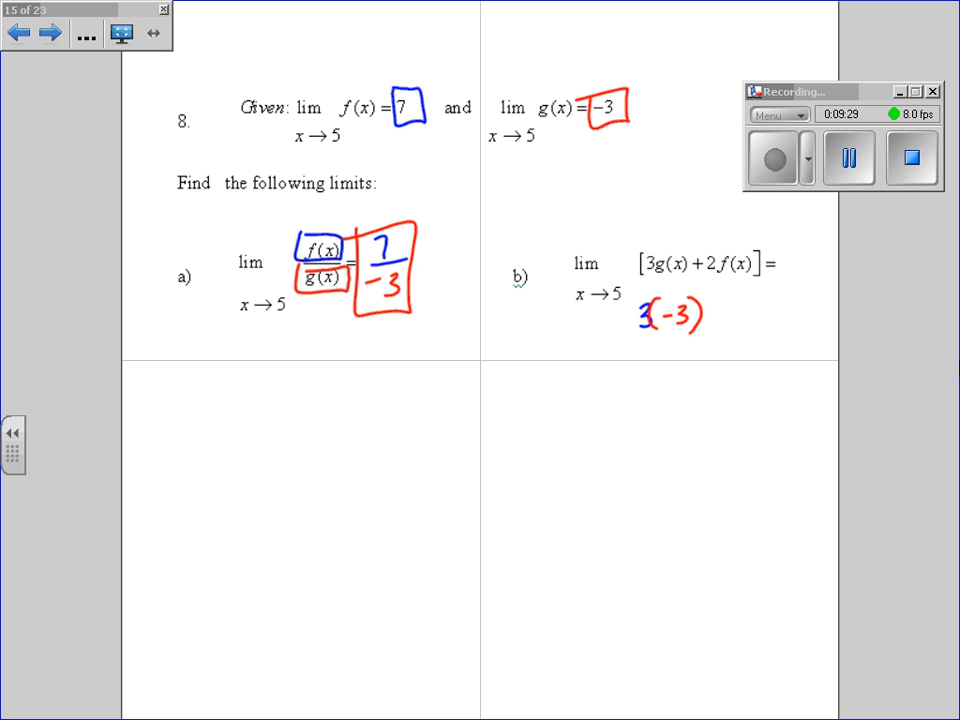 15 of 23
...
Recording...
Menu
0:09:29
8.0 fps
8.
Given: lim f(x) = 7 and lim g(x) = −3
x → 5 x → 5
Find the following limits:
a) lim f(x)/g(x) = 7/−3
x → 5
b) lim [3g(x) + 2f(x)] =
x → 5
3(−3)